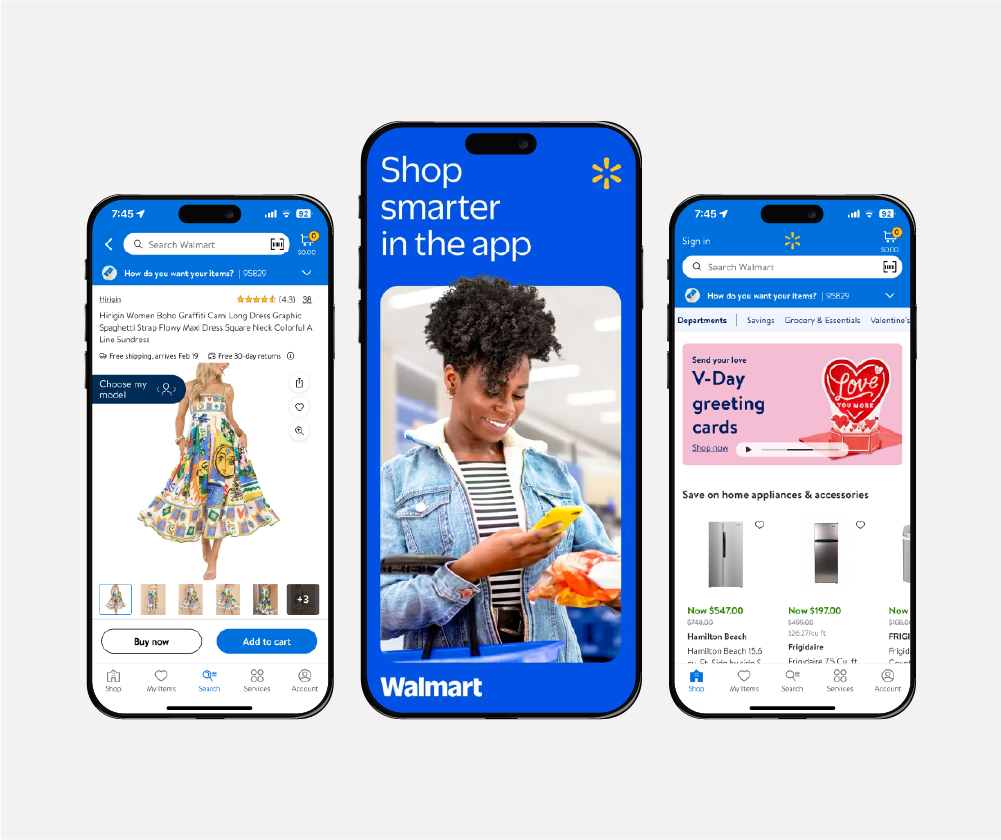 7:45
92
Search Walmart
0
$0.00
How do you want your items? | 95829
Hirigin
(4.3) 38
Hirigin Women Boho Graffiti Cami Long Dress Graphic
Spaghetti Strap Flowy Maxi Dress Square Neck Colorful A
Line Sundress
Free shipping, arrives Feb 19
Free 30-day returns
Choose my
model
+3
Buy now
Add to cart
Shop
My Items
Search
Services
Account
Shop
smarter
in the app
Walmart
7:45
92
Sign in
0
$0.00
Search Walmart
How do you want your items? | 95829
Departments
Savings
Grocery & Essentials
Valentine's
Send your love
V-Day
greeting
cards
Shop now
Love
YOU MORE
Save on home appliances & accessories
Now $547.00
$748.00
Hamilton Beach
Hamilton Beach 15.6
cu. Ft. Side by side S
Now $197.00
$499.00
$26.27/cu ft
Frigidaire
Frigidaire 7.5 Cu. ft
Now
$108.0
FRIGI
Frigid
Shop
My Items
Search
Services
Account